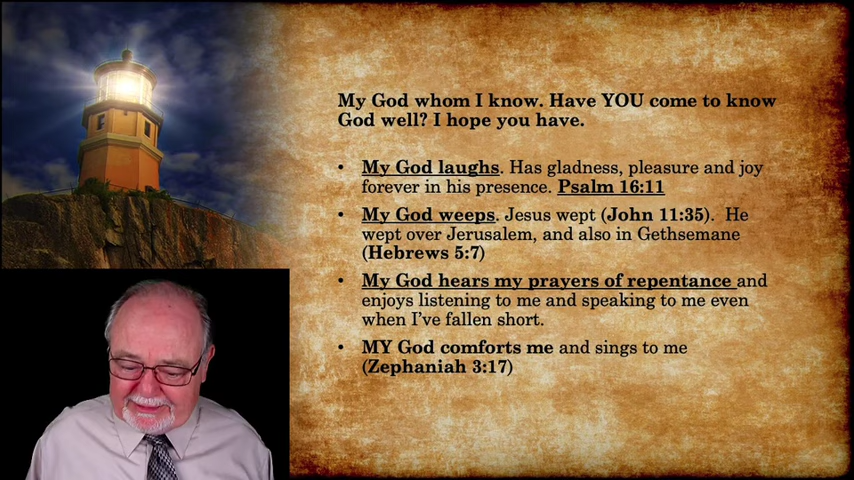 My God whom I know. Have YOU come to know
God well? I hope you have.
• My God laughs. Has gladness, pleasure and joy
forever in his presence. Psalm 16:11
• My God weeps. Jesus wept (John 11:35).  He
wept over Jerusalem, and also in Gethsemane
(Hebrews 5:7)
• My God hears my prayers of repentance and
enjoys listening to me and speaking to me even
when I've fallen short.
• MY God comforts me and sings to me
(Zephaniah 3:17)